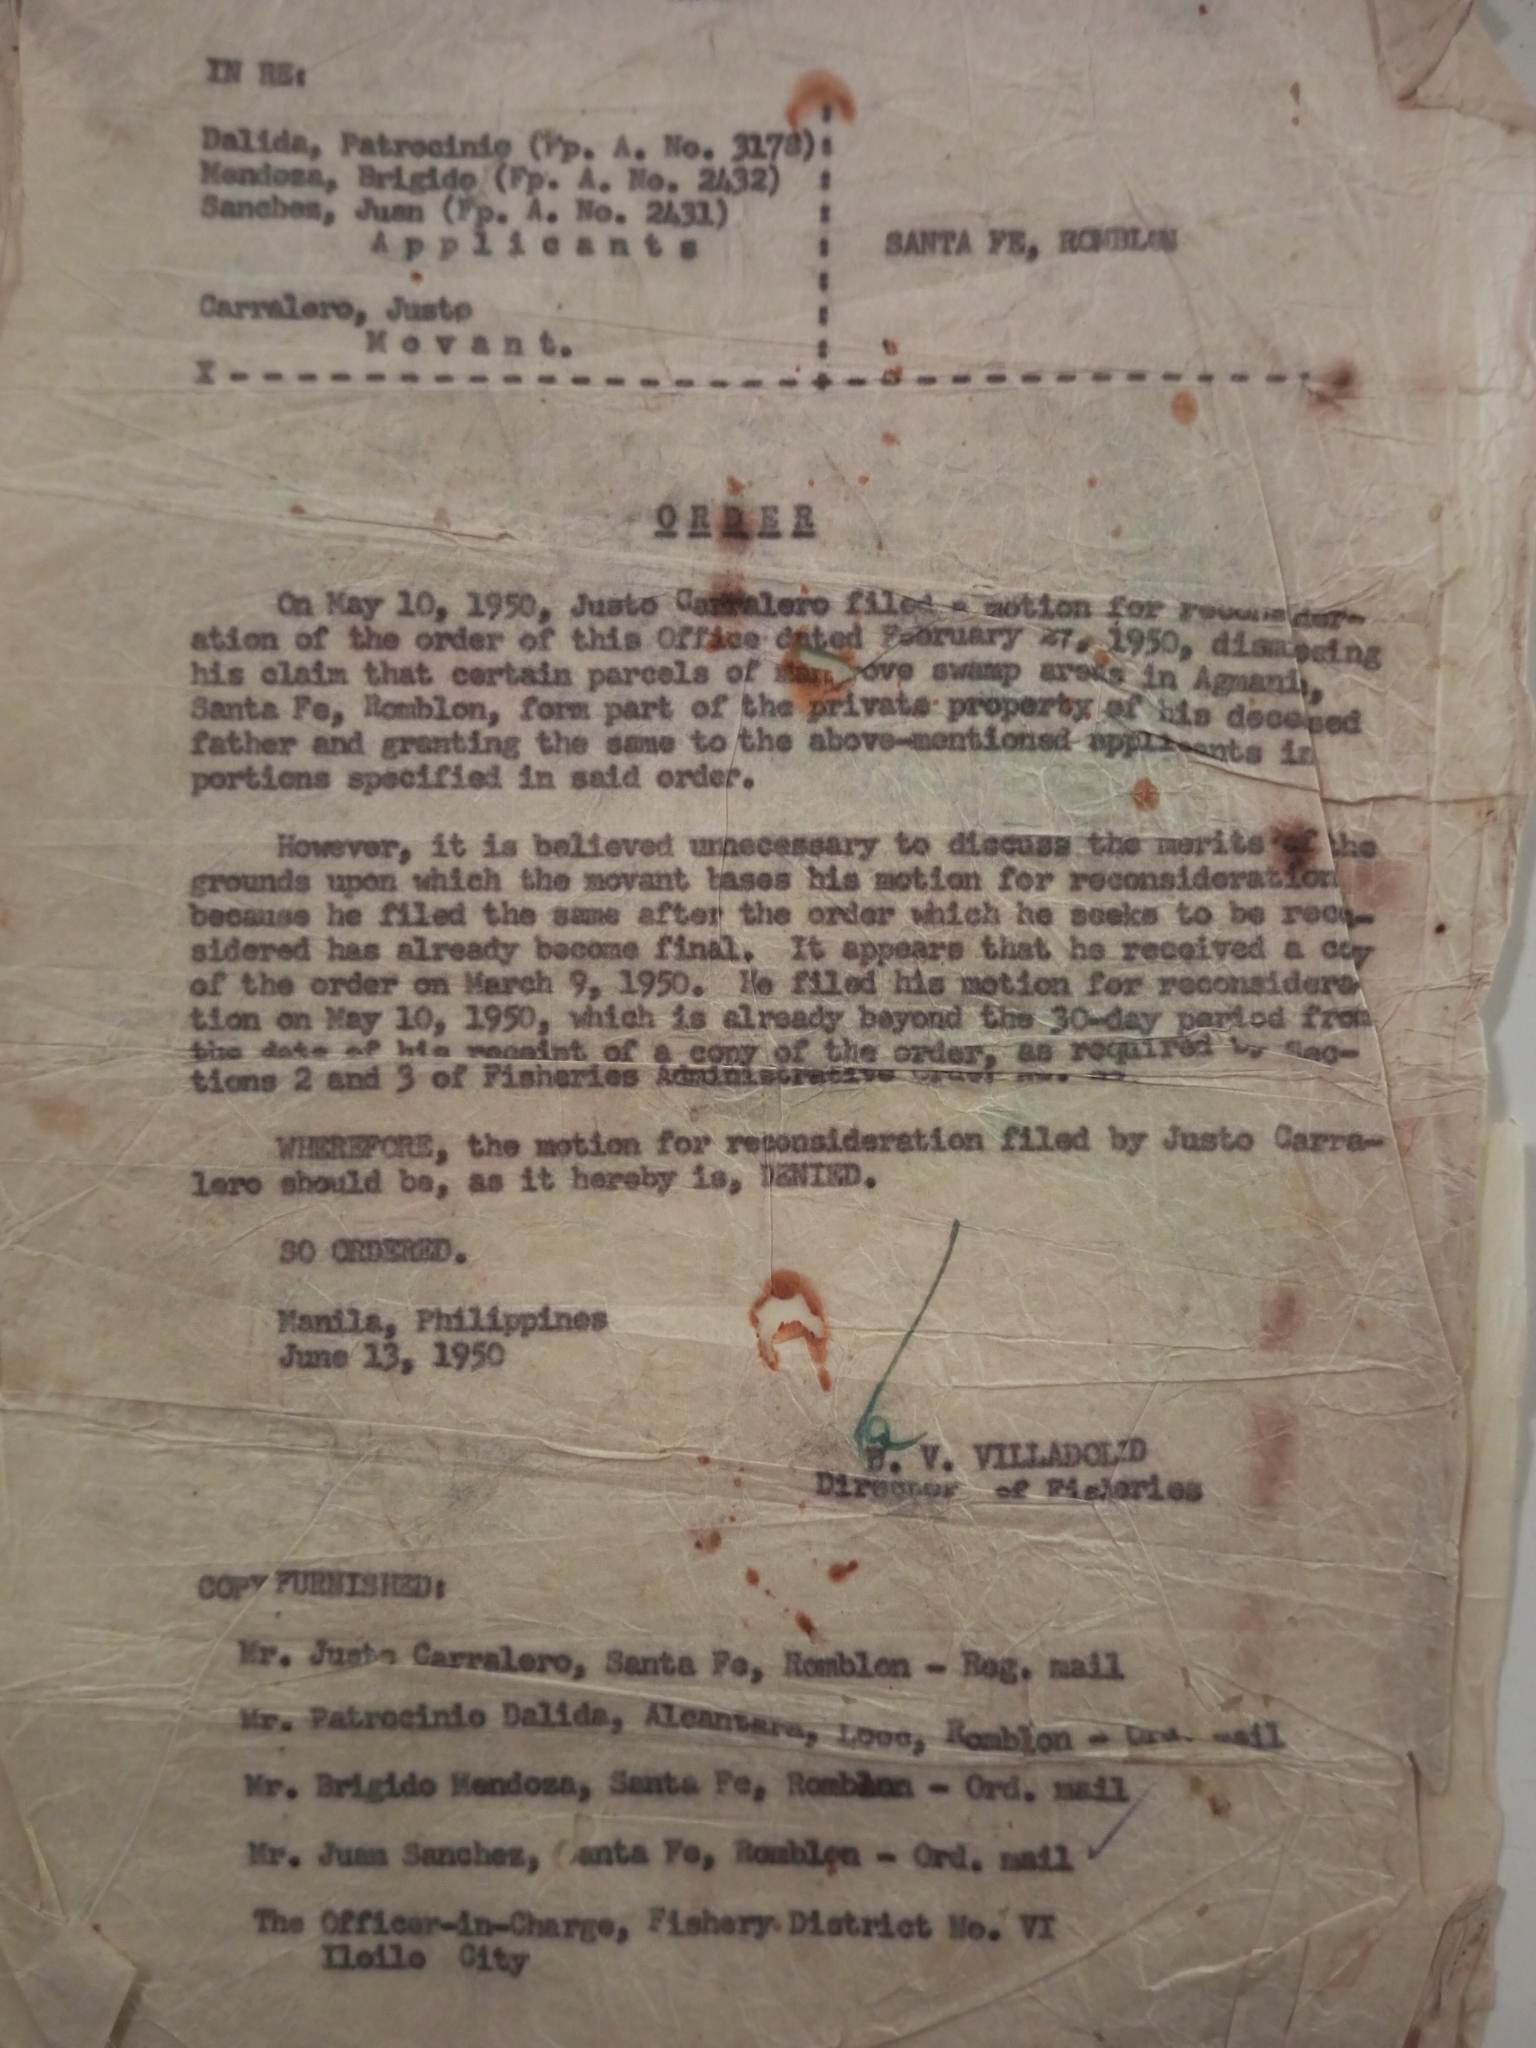 IN RE:
Dalida, Patrocinio (Fp. A. No. 3178):
Mendoza, Brigido (Fp. A. No. 2432) :
Sanchez, Juan (Fp. A. No. 2431) :
A p p l i c a n t s : SANTA FE, ROMBLON
Carralero, Justo :
M o v a n t. :
X - - - - - - - - - - - - - - - - - - - + - - - - - - - - - - - - - -
O R D E R
On May 10, 1950, Justo Carralero filed a motion for reconsider-
ation of the order of this Office dated February 27, 1950, dismissing
his claim that certain parcels of swamp areas in Agmani,
Santa Fe, Romblon, form part of the private property of his deceased
father and granting the same to the above-mentioned applicants in
portions specified in said order.
However, it is believed unnecessary to discuss the merits of the
grounds upon which the movant bases his motion for reconsideration
because he filed the same after the order which he seeks to be recon-
sidered has already become final. It appears that he received a copy
of the order on March 9, 1950. He filed his motion for reconsidera-
tion on May 10, 1950, which is already beyond the 30-day period from
the date of his receipt of a copy of the order, as required by Sec-
tions 2 and 3 of Fisheries Administrative Order No.
WHEREFORE, the motion for reconsideration filed by Justo Carra-
lero should be, as it hereby is, DENIED.
SO ORDERED.
Manila, Philippines
June 13, 1950
D. V. VILLADOLID
Director of Fisheries
COPY FURNISHED:
Mr. Justo Carralero, Santa Fe, Romblon - Reg. mail
Mr. Patrocinio Dalida, Alcantara, Looc, Romblon - Ord. mail
Mr. Brigido Mendoza, Santa Fe, Romblon - Ord. mail
Mr. Juan Sanchez, Santa Fe, Romblon - Ord. mail
The Officer-in-Charge, Fishery District No. VI
Iloilo City